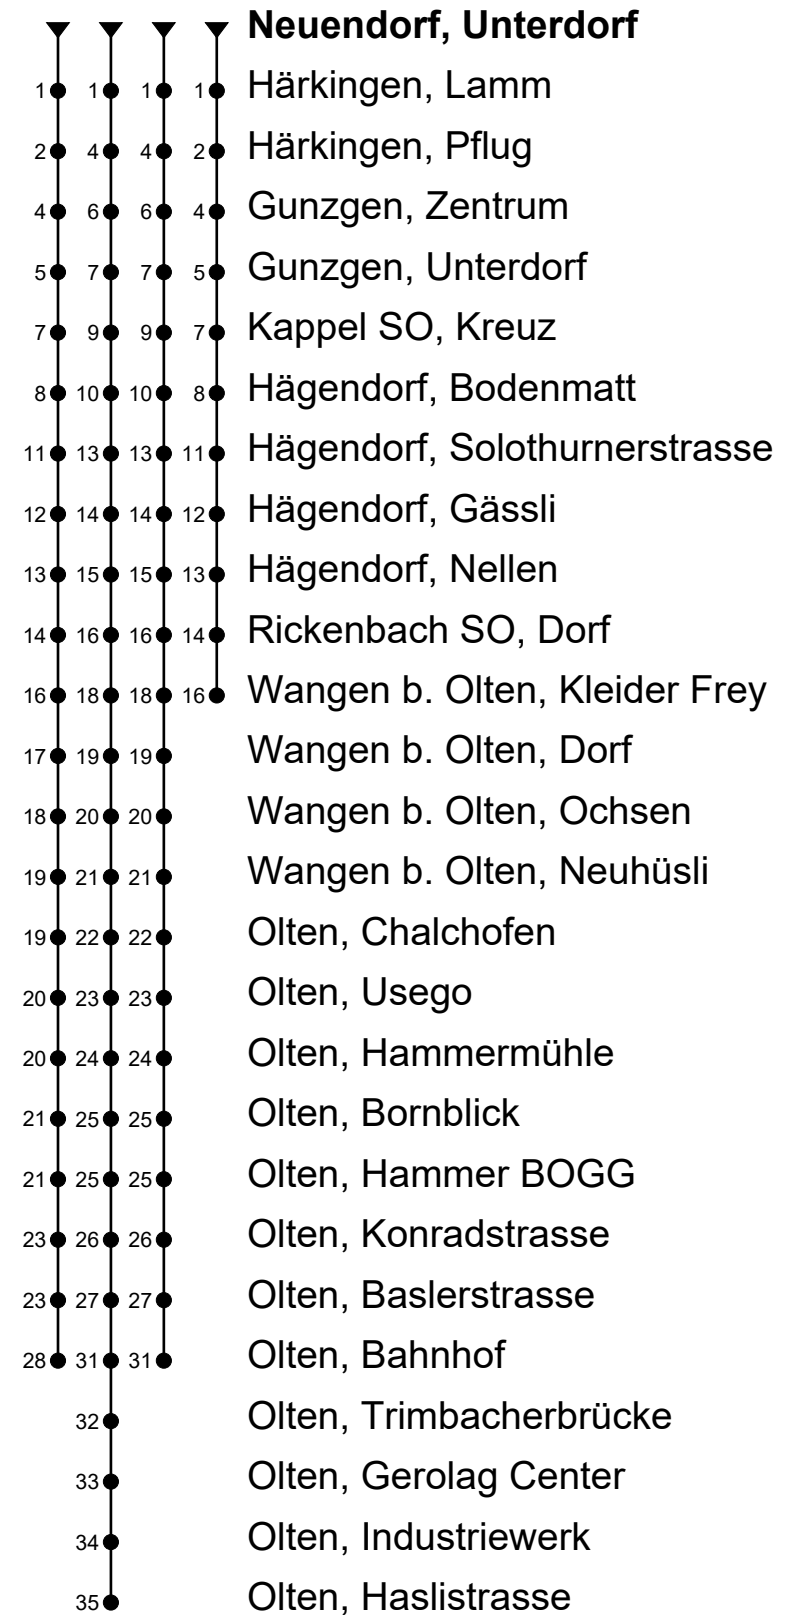 Neuendorf, Unterdorf
1 1 1 1 Härkingen, Lamm
2 4 4 2 Härkingen, Pflug
4 6 6 4 Gunzgen, Zentrum
5 7 7 5 Gunzgen, Unterdorf
7 9 9 7 Kappel SO, Kreuz
8 10 10 8 Hägendorf, Bodenmatt
11 13 13 11 Hägendorf, Solothurnerstrasse
12 14 14 12 Hägendorf, Gässli
13 15 15 13 Hägendorf, Nellen
14 16 16 14 Rickenbach SO, Dorf
16 18 18 16 Wangen b. Olten, Kleider Frey
17 19 19 Wangen b. Olten, Dorf
18 20 20 Wangen b. Olten, Ochsen
19 21 21 Wangen b. Olten, Neuhüsli
19 22 22 Olten, Chalchofen
20 23 23 Olten, Usego
20 24 24 Olten, Hammermühle
21 25 25 Olten, Bornblick
21 25 25 Olten, Hammer BOGG
23 26 26 Olten, Konradstrasse
23 27 27 Olten, Baslerstrasse
28 31 31 Olten, Bahnhof
32 Olten, Trimbacherbrücke
33 Olten, Gerolag Center
34 Olten, Industriewerk
35 Olten, Haslistrasse